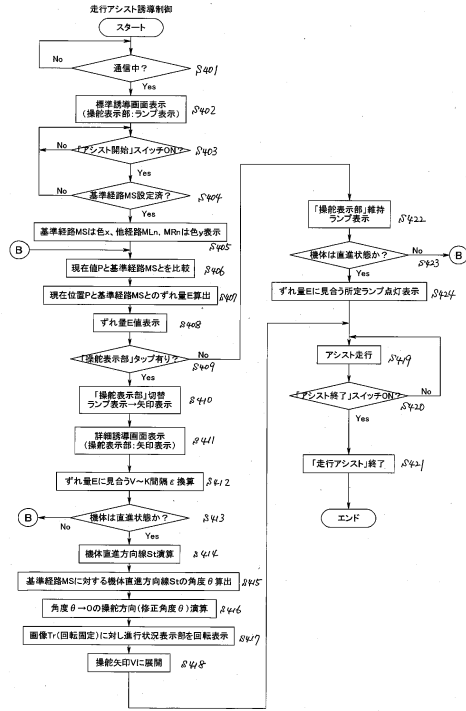 走行アシスト誘導制御
スタート
通信中?
No
S401
Yes
標準誘導画面表示
(操舵表示部:ランプ表示)
S402
「アシスト開始」スイッチON?
No
S403
Yes
基準経路MS設定済?
No
S404
Yes
基準経路MSは色x、他経路MLn, MRnは色y表示
S405
B
現在値Pと基準経路MSとを比較
S406
現在位置Pと基準経路MSとのずれ量E算出
S407
ずれ量E値表示
S408
「操舵表示部」タップ有り?
No
S409
Yes
「操舵表示部」切替
ランプ表示→矢印表示
S410
詳細誘導画面表示
(操舵表示部:矢印表示)
S411
ずれ量Eに見合うV～K間隔ε換算
S412
B
機体は直進状態か?
S413
No
Yes
機体直進方向線St演算
S414
基準経路MSに対する機体直進方向線Stの角度θ算出
S415
角度θ→0の操舵方向(修正角度θ)演算
S416
画像Tr(回転固定)に対し進行状況表示部を回転表示
S417
操舵矢印Vに展開
S418
「操舵表示部」維持
ランプ表示
S422
機体は直進状態か?
No
S423
B
Yes
ずれ量Eに見合う所定ランプ点灯表示
S424
アシスト走行
S419
「アシスト終了」スイッチON?
No
S420
Yes
「走行アシスト」終了
S421
エンド